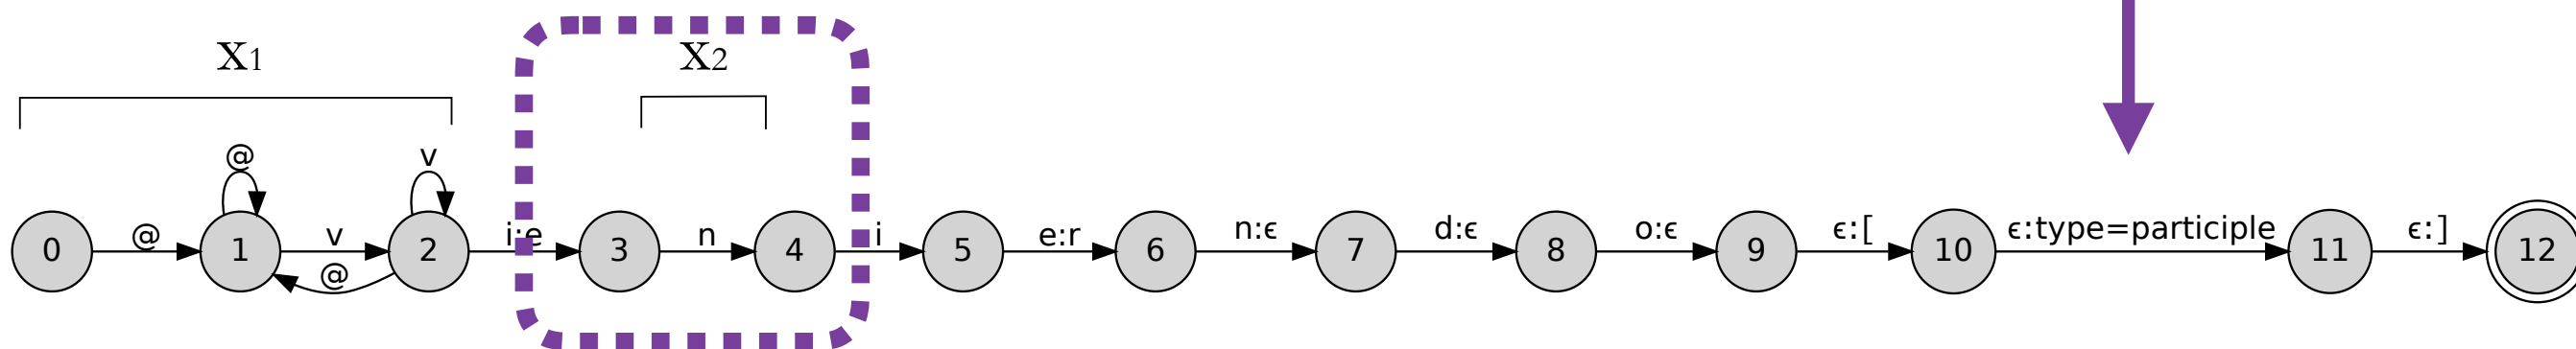 X1 X2
@ v
@ v i:e n i e:r n:ϵ d:ϵ o:ϵ ϵ:[ ϵ:type=participle ϵ:]
0 1 2 3 4 5 6 7 8 9 10 11 12
@